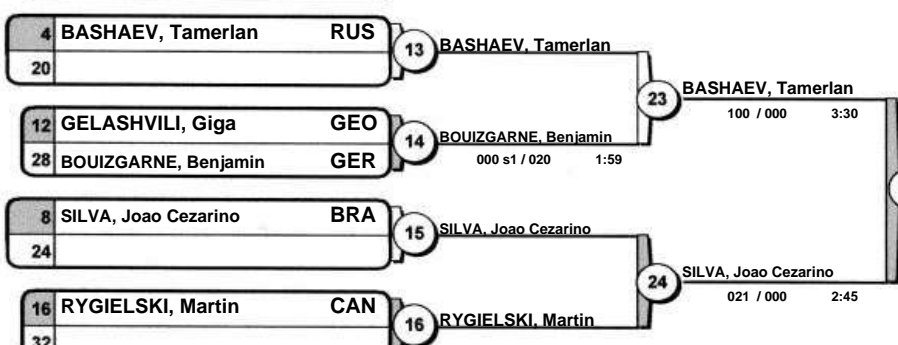 4 BASHAEV, Tamerlan RUS
20
13 BASHAEV, Tamerlan
23 BASHAEV, Tamerlan
100 / 000 3:30
12 GELASHVILI, Giga GEO
28 BOUIZGARNE, Benjamin GER
14 BOUIZGARNE, Benjamin
000 s1 / 020 1:59
8 SILVA, Joao Cezarino BRA
24
15 SILVA, Joao Cezarino
24 SILVA, Joao Cezarino
021 / 000 2:45
16 RYGIELSKI, Martin CAN
32
16 RYGIELSKI, Martin